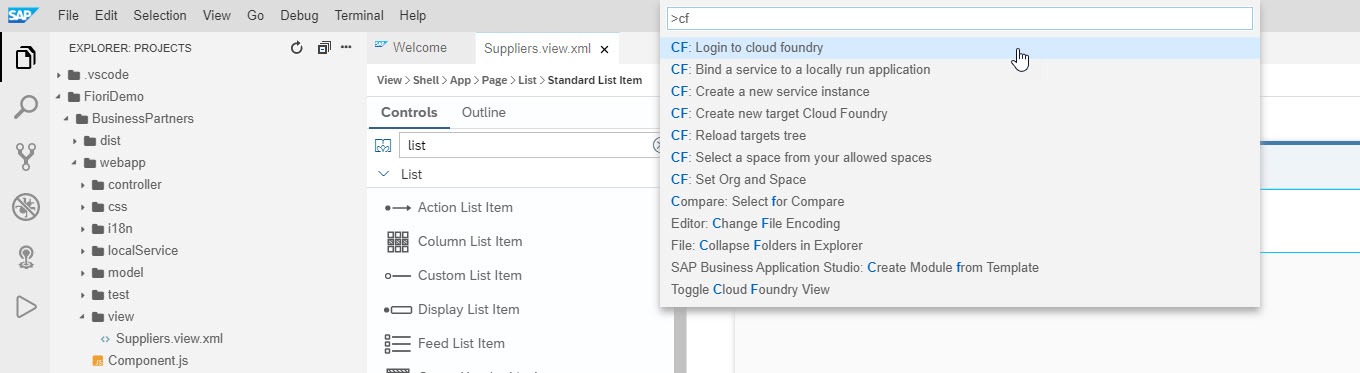 SAP File Edit Selection View Go Debug Terminal Help
>cf
EXPLORER: PROJECTS
.vscode
FioriDemo
BusinessPartners
dist
webapp
controller
css
i18n
localService
model
test
view
Suppliers.view.xml
JS Component.js
Welcome Suppliers.view.xml
View > Shell > App > Page > List > Standard List Item
Controls Outline
list
List
Action List Item
Column List Item
Custom List Item
Display List Item
Feed List Item
CF: Login to cloud foundry
CF: Bind a service to a locally run application
CF: Create a new service instance
CF: Create new target Cloud Foundry
CF: Reload targets tree
CF: Select a space from your allowed spaces
CF: Set Org and Space
Compare: Select for Compare
Editor: Change File Encoding
File: Collapse Folders in Explorer
SAP Business Application Studio: Create Module from Template
Toggle Cloud Foundry View